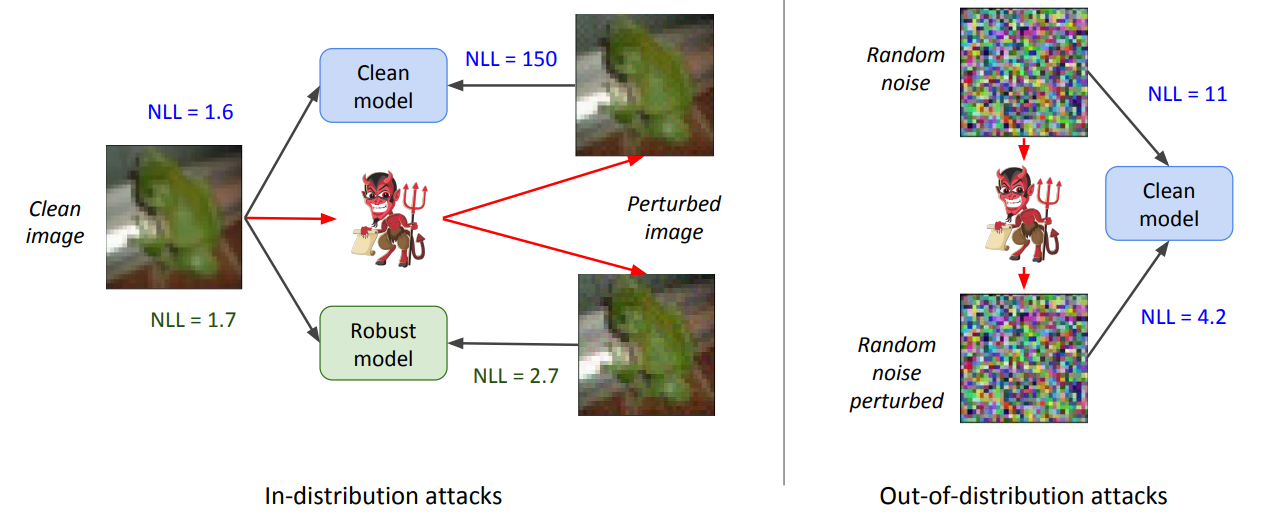 Clean
model
NLL = 150
NLL = 1.6
Clean
image
Perturbed
image
NLL = 1.7
Robust
model
NLL = 2.7
In-distribution attacks
Random
noise
NLL = 11
Clean
model
NLL = 4.2
Random
noise
perturbed
Out-of-distribution attacks